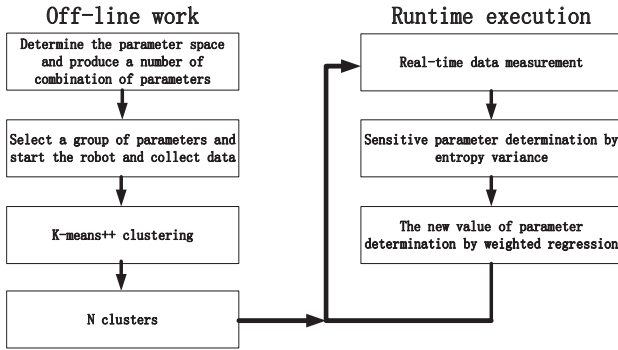 Off-line work
Determine the parameter space
and produce a number of
combination of parameters
Select a group of parameters and
start the robot and collect data
K-means++ clustering
N clusters
Runtime execution
Real-time data measurement
Sensitive parameter determination by
entropy variance
The new value of parameter
determination by weighted regression